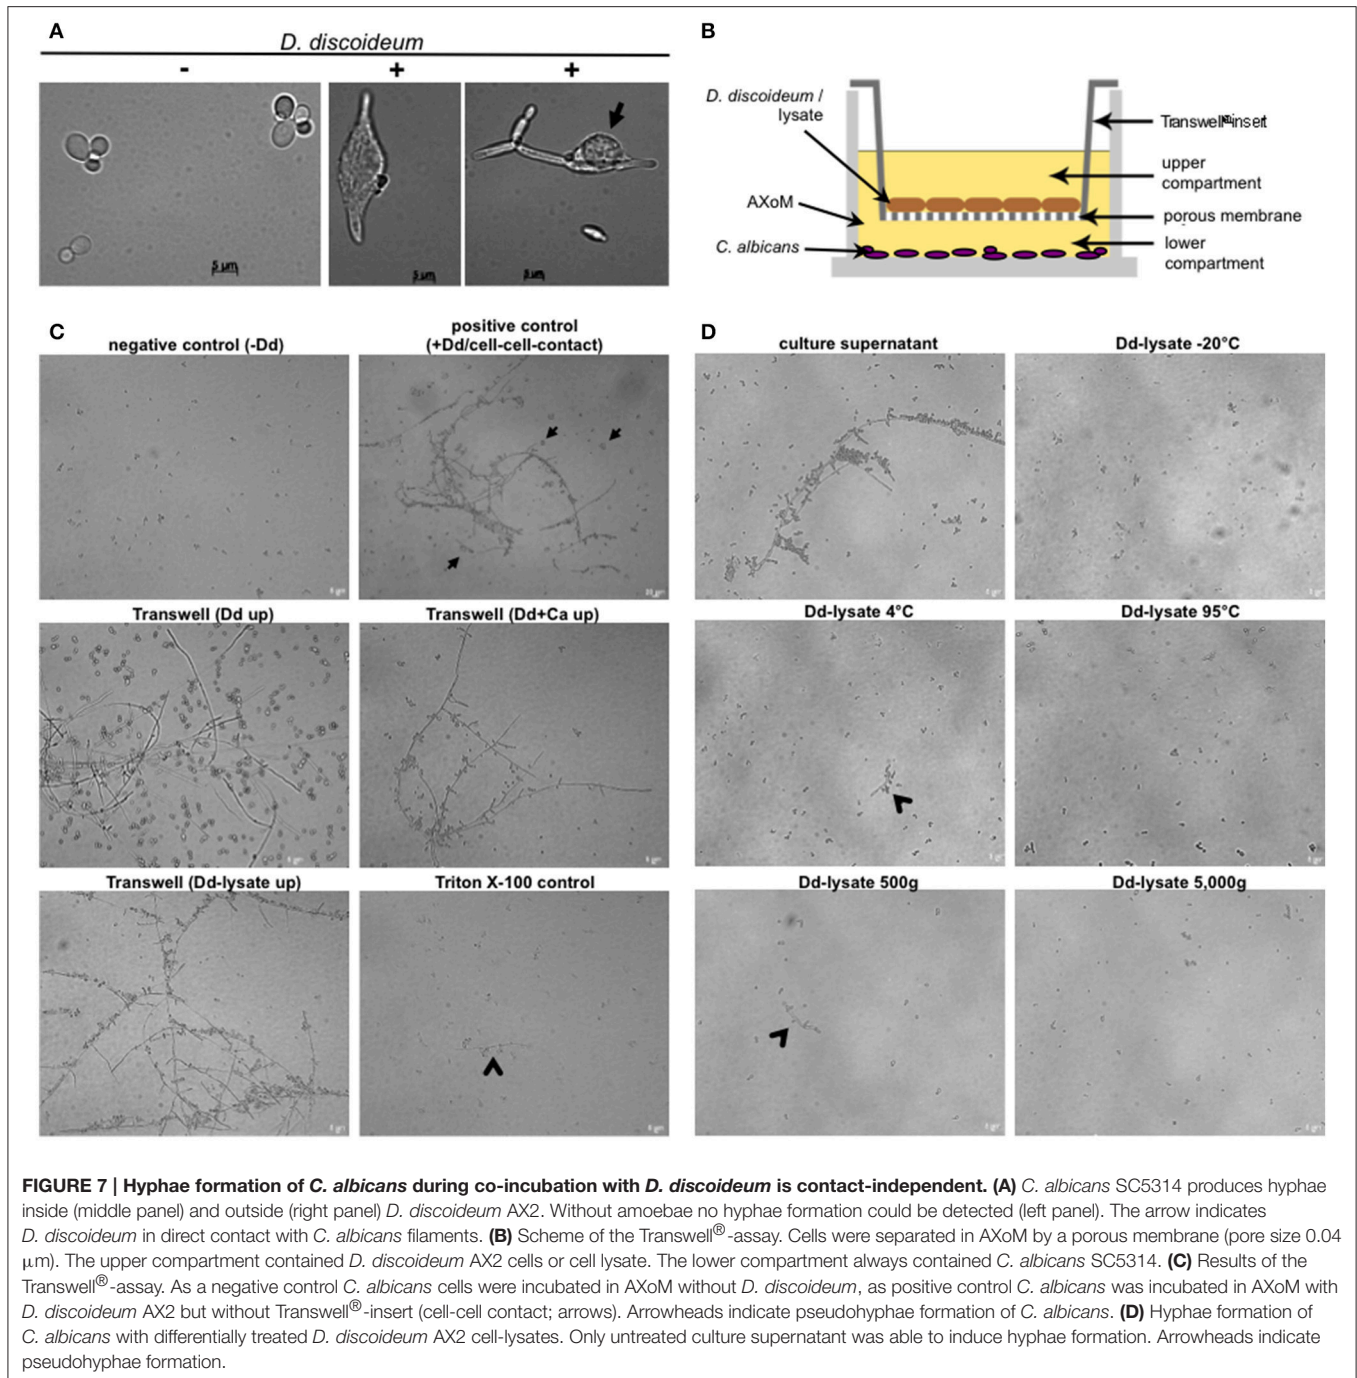 A
D. discoideum
- + +
5 µm
5 µm
5 µm
B
D. discoideum /
lysate
AXoM
C. albicans
Transwell® insert
upper
compartment
porous membrane
lower
compartment
C
negative control (-Dd)
positive control
(+Dd/cell-cell-contact)
Transwell (Dd up)
Transwell (Dd+Ca up)
Transwell (Dd-lysate up)
Triton X-100 control
D
culture supernatant
Dd-lysate -20°C
Dd-lysate 4°C
Dd-lysate 95°C
Dd-lysate 500g
Dd-lysate 5,000g
FIGURE 7 | Hyphae formation of C. albicans during co-incubation with D. discoideum is contact-independent. (A) C. albicans SC5314 produces hyphae
inside (middle panel) and outside (right panel) D. discoideum AX2. Without amoebae no hyphae formation could be detected (left panel). The arrow indicates
D. discoideum in direct contact with C. albicans filaments. (B) Scheme of the Transwell®-assay. Cells were separated in AXoM by a porous membrane (pore size 0.04
µm). The upper compartment contained D. discoideum AX2 cells or cell lysate. The lower compartment always contained C. albicans SC5314. (C) Results of the
Transwell®-assay. As a negative control C. albicans cells were incubated in AXoM without D. discoideum, as positive control C. albicans was incubated in AXoM with
D. discoideum AX2 but without Transwell®-insert (cell-cell contact; arrows). Arrowheads indicate pseudohyphae formation of C. albicans. (D) Hyphae formation of
C. albicans with differentially treated D. discoideum AX2 cell-lysates. Only untreated culture supernatant was able to induce hyphae formation. Arrowheads indicate
pseudohyphae formation.